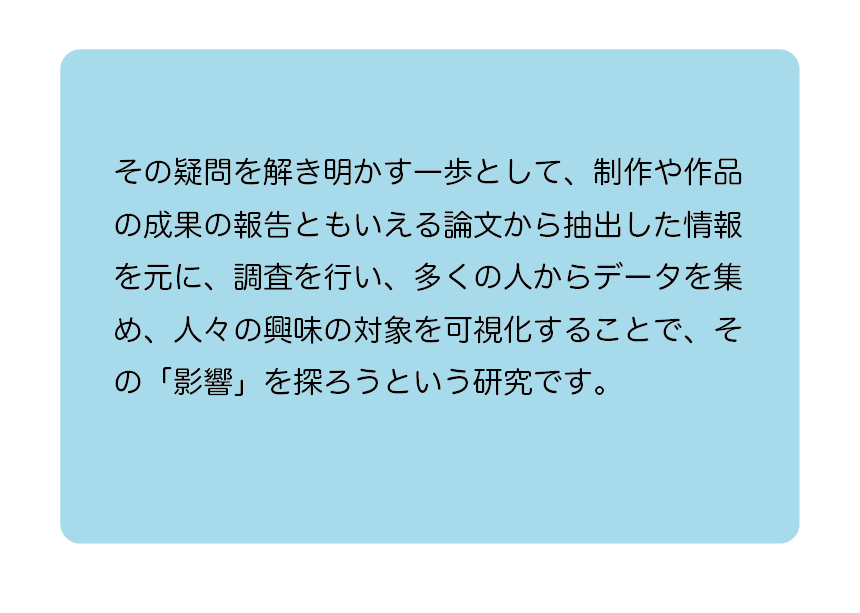 その疑問を解き明かす一歩として、制作や作品
の成果の報告ともいえる論文から抽出した情報
を元に、調査を行い、多くの人からデータを集
め、人々の興味の対象を可視化することで、そ
の「影響」を探ろうという研究です。